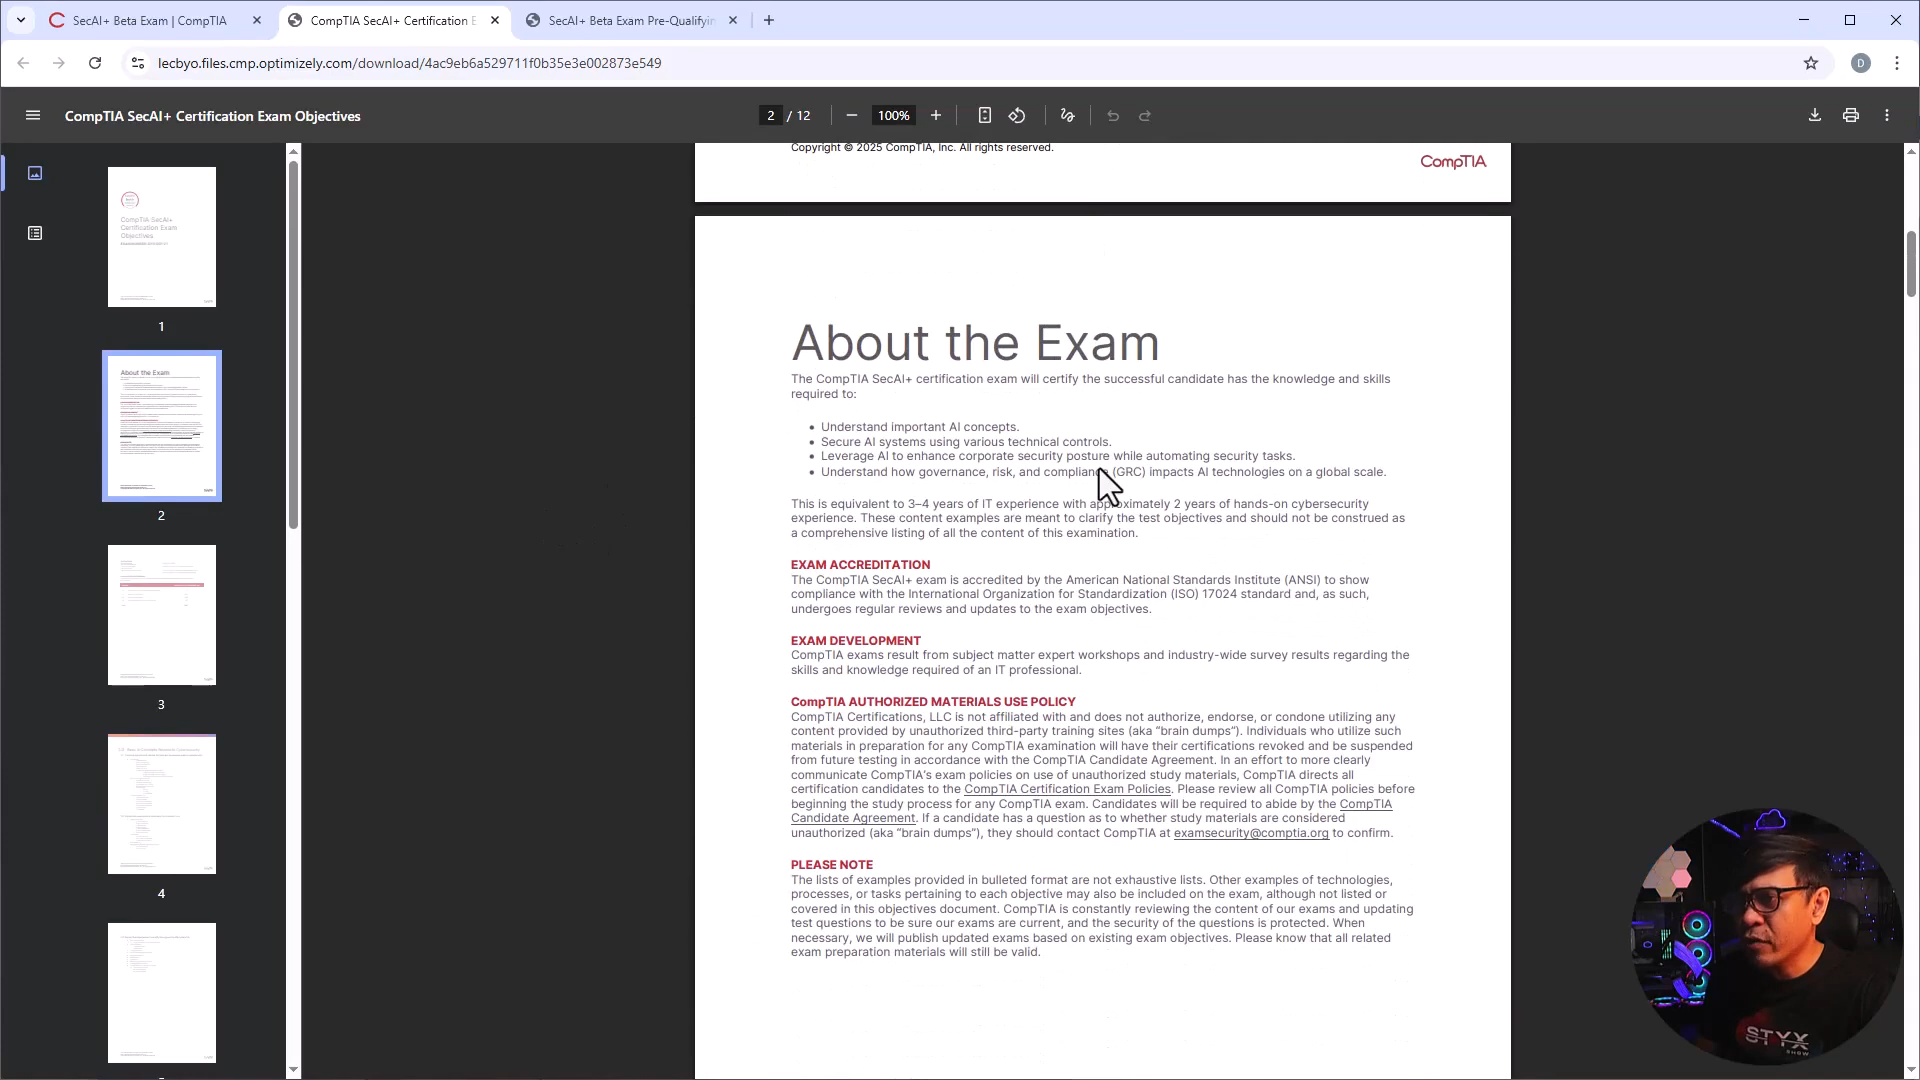 SecAI+ Beta Exam | CompTIA
CompTIA SecAI+ Certification E
SecAI+ Beta Exam Pre-Qualifyin
lecbyo.files.cmp.optimizely.com/download/4ac9eb6a529711f0b35e3e002873e549
D
CompTIA SecAI+ Certification Exam Objectives
2 / 12
100%
Copyright © 2025 CompTIA, Inc. All rights reserved.
CompTIA
CompTIA SecAI+
Certification Exam
Objectives
1
About the Exam
2
3
4
About the Exam
The CompTIA SecAI+ certification exam will certify the successful candidate has the knowledge and skills
required to:
• Understand important AI concepts.
• Secure AI systems using various technical controls.
• Leverage AI to enhance corporate security posture while automating security tasks.
• Understand how governance, risk, and compliance (GRC) impacts AI technologies on a global scale.
This is equivalent to 3–4 years of IT experience with approximately 2 years of hands-on cybersecurity
experience. These content examples are meant to clarify the test objectives and should not be construed as
a comprehensive listing of all the content of this examination.
EXAM ACCREDITATION
The CompTIA SecAI+ exam is accredited by the American National Standards Institute (ANSI) to show
compliance with the International Organization for Standardization (ISO) 17024 standard and, as such,
undergoes regular reviews and updates to the exam objectives.
EXAM DEVELOPMENT
CompTIA exams result from subject matter expert workshops and industry-wide survey results regarding the
skills and knowledge required of an IT professional.
CompTIA AUTHORIZED MATERIALS USE POLICY
CompTIA Certifications, LLC is not affiliated with and does not authorize, endorse, or condone utilizing any
content provided by unauthorized third-party training sites (aka “brain dumps”). Individuals who utilize such
materials in preparation for any CompTIA examination will have their certifications revoked and be suspended
from future testing in accordance with the CompTIA Candidate Agreement. In an effort to more clearly
communicate CompTIA’s exam policies on use of unauthorized study materials, CompTIA directs all
certification candidates to the CompTIA Certification Exam Policies. Please review all CompTIA policies before
beginning the study process for any CompTIA exam. Candidates will be required to abide by the CompTIA
Candidate Agreement. If a candidate has a question as to whether study materials are considered
unauthorized (aka “brain dumps”), they should contact CompTIA at examsecurity@comptia.org to confirm.
PLEASE NOTE
The lists of examples provided in bulleted format are not exhaustive lists. Other examples of technologies,
processes, or tasks pertaining to each objective may also be included on the exam, although not listed or
covered in this objectives document. CompTIA is constantly reviewing the content of our exams and updating
test questions to be sure our exams are current, and the security of the questions is protected. When
necessary, we will publish updated exams based on existing exam objectives. Please know that all related
exam preparation materials will still be valid.
STYX
SHOW